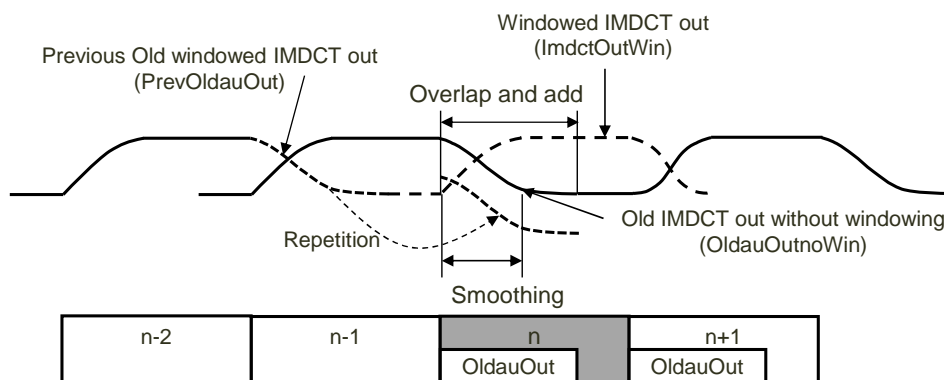 Windowed IMDCT out
(ImdctOutWin)
Previous Old windowed IMDCT out
(PrevOldauOut)
Overlap and add
Old IMDCT out without windowing
(OldauOutnoWin)
Repetition
Smoothing
n-2
n-1
n
n+1
OldauOut
OldauOut